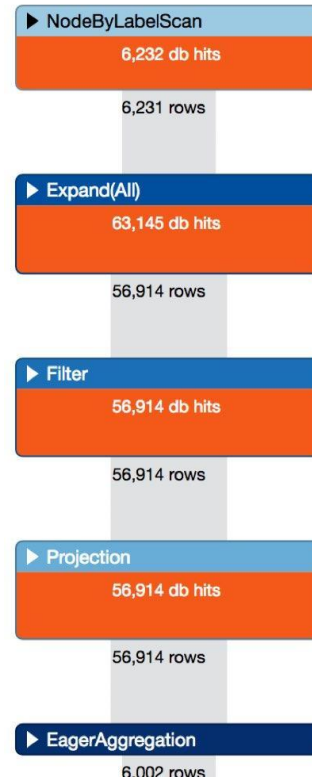 NodeByLabelScan
6,232 db hits
6,231 rows
Expand(All)
63,145 db hits
56,914 rows
Filter
56,914 db hits
56,914 rows
Projection
56,914 db hits
56,914 rows
EagerAggregation
6,002 rows